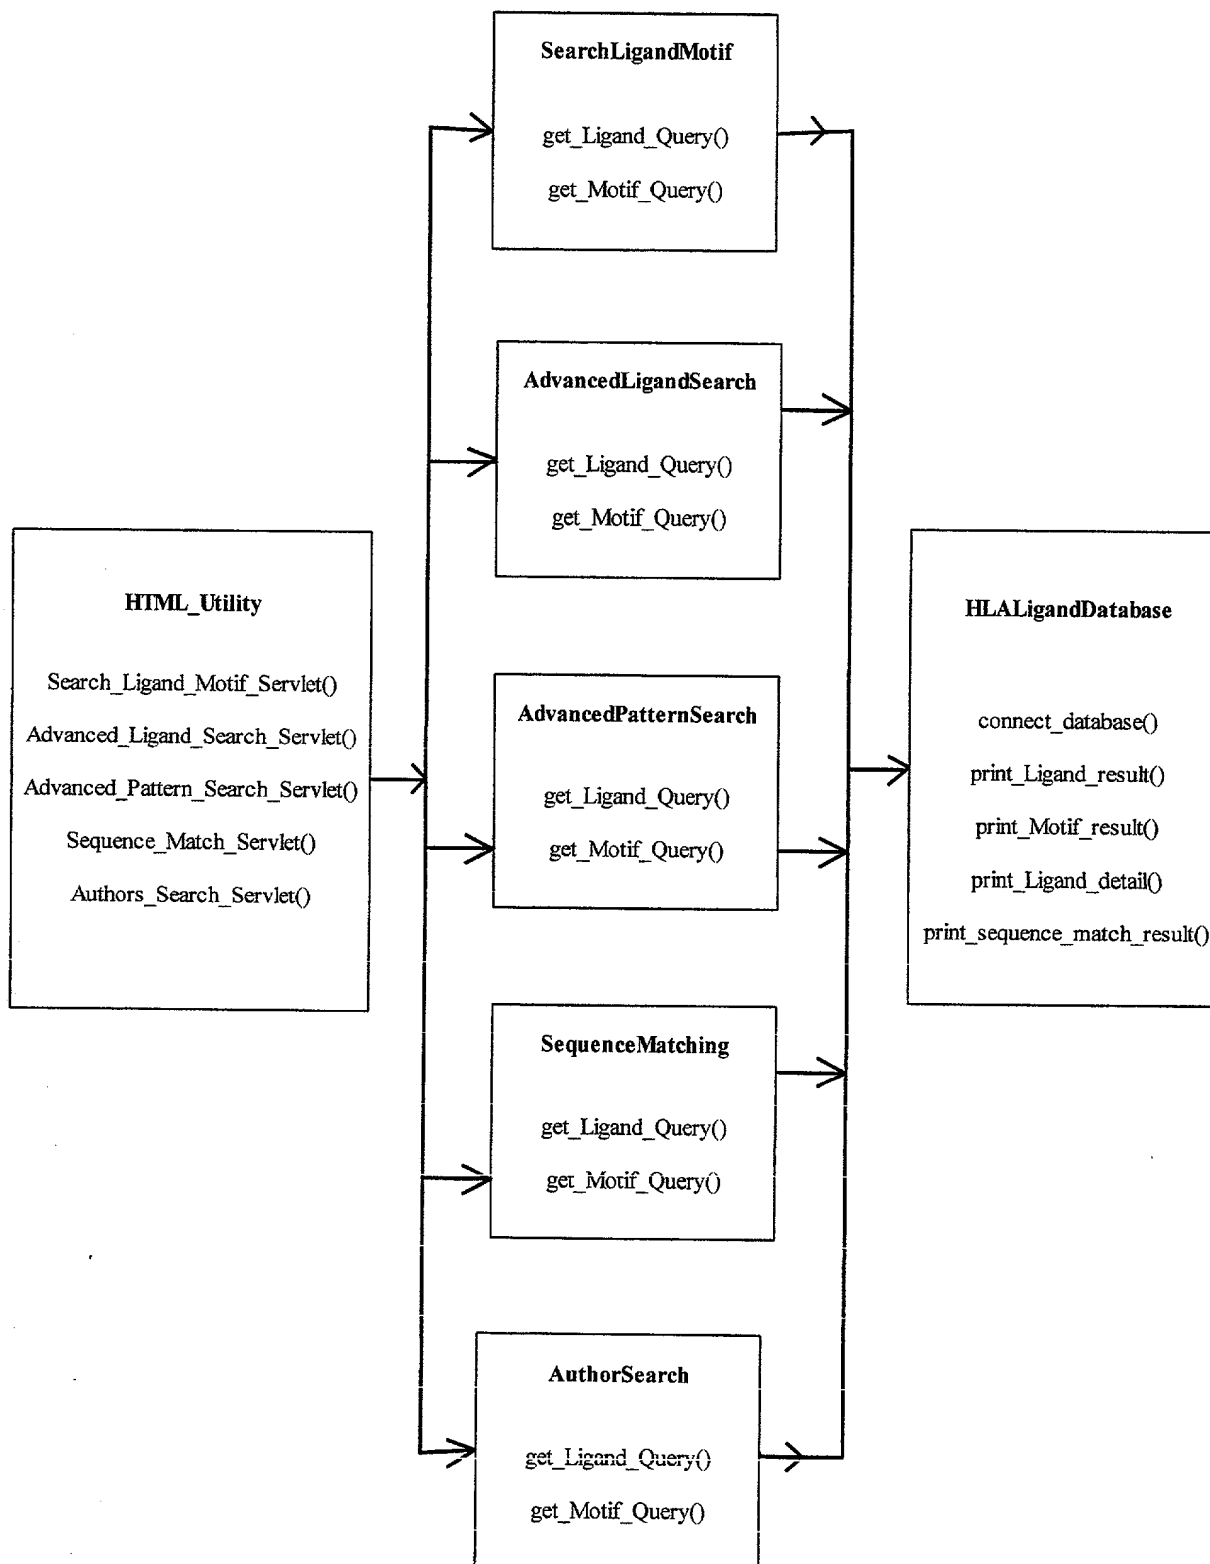 SearchLigandMotif
get_Ligand_Query()
get_Motif_Query()
AdvancedLigandSearch
get_Ligand_Query()
get_Motif_Query()
HTML_Utility
Search_Ligand_Motif_Servlet()
Advanced_Ligand_Search_Servlet()
Advanced_Pattern_Search_Servlet()
Sequence_Match_Servlet()
Authors_Search_Servlet()
AdvancedPatternSearch
get_Ligand_Query()
get_Motif_Query()
HLALigandDatabase
connect_database()
print_Ligand_result()
print_Motif_result()
print_Ligand_detail()
print_sequence_match_result()
SequenceMatching
get_Ligand_Query()
get_Motif_Query()
AuthorSearch
get_Ligand_Query()
get_Motif_Query()